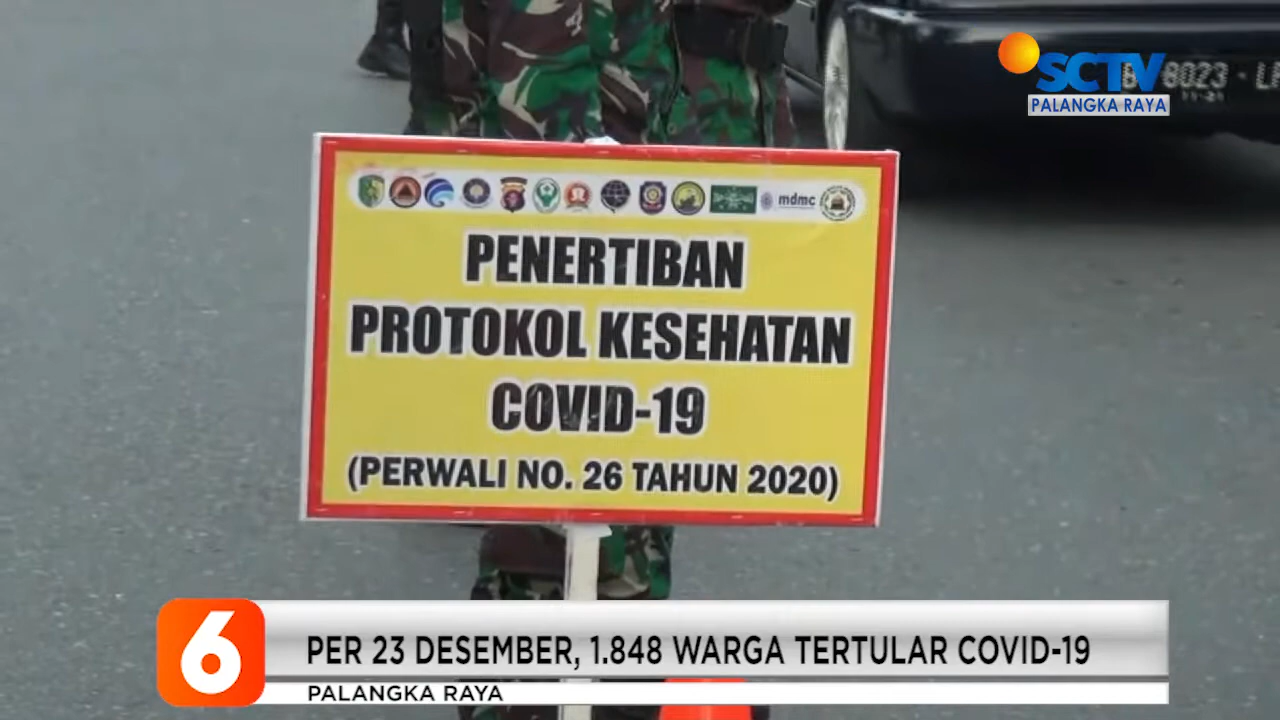 SCTV
PALANGKA RAYA
8023
mdmc
PENERTIBAN
PROTOKOL KESEHATAN
COVID-19
(PERWALI NO. 26 TAHUN 2020)
6
PER 23 DESEMBER, 1.848 WARGA TERTULAR COVID-19
PALANGKA RAYA